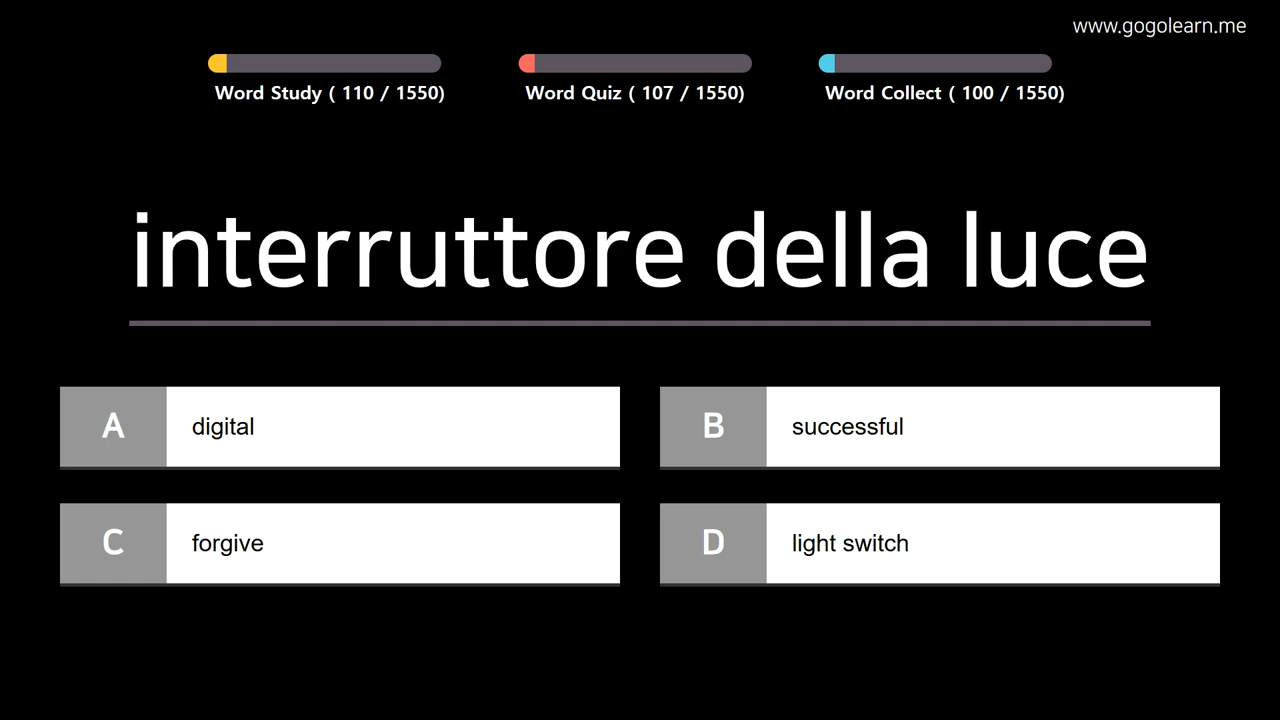 www.gogolearn.me
Word Study ( 110 / 1550)
Word Quiz ( 107 / 1550)
Word Collect ( 100 / 1550)
interruttore della luce
A digital
B successful
C forgive
D light switch